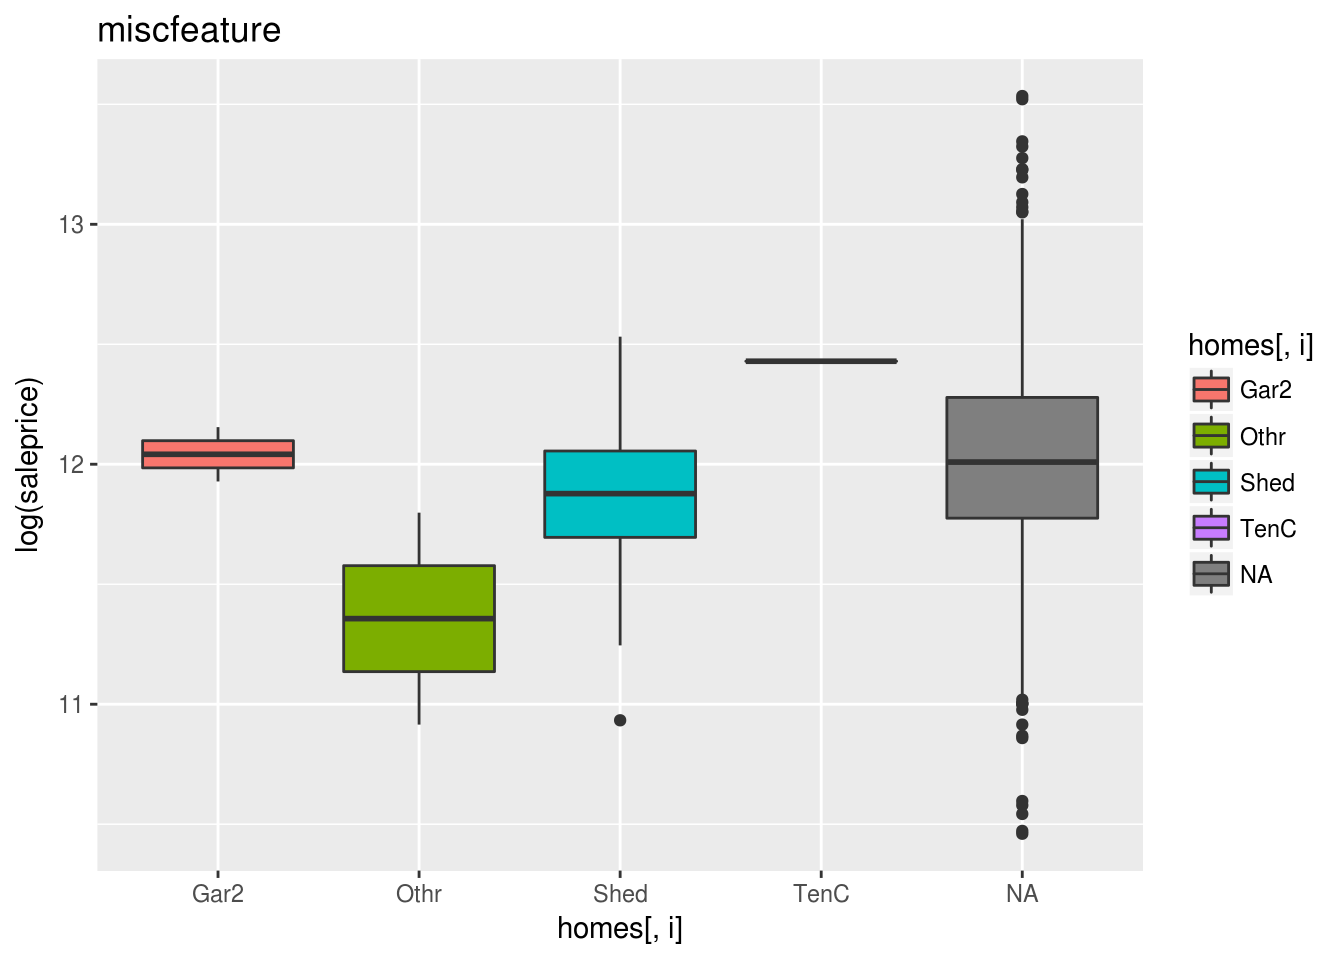 miscfeature
log(saleprice)
13
12
11
Gar2
Othr
Shed
TenC
NA
homes[, i]
homes[, i]
Gar2
Othr
Shed
TenC
NA